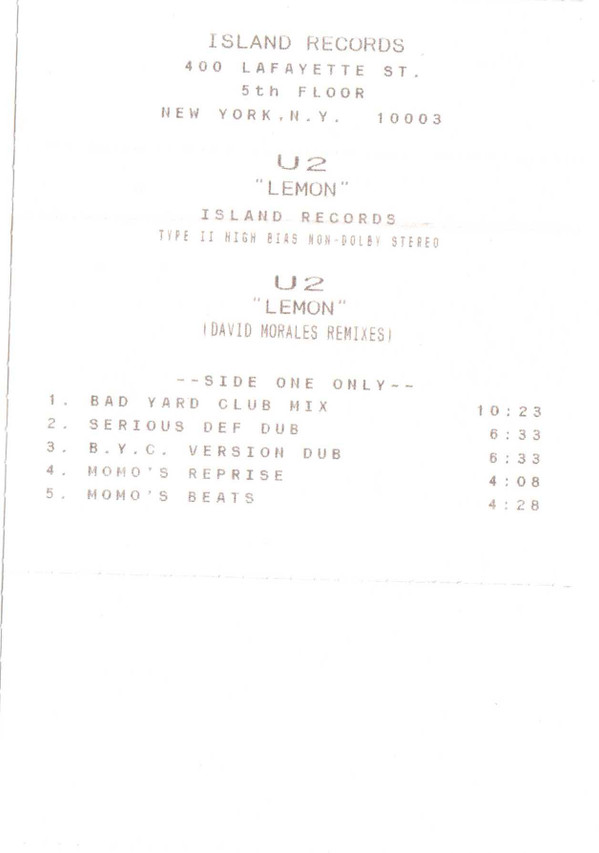 ISLAND RECORDS
400 LAFAYETTE ST.
5th FLOOR
NEW YORK, N.Y. 10003
U2
"LEMON"
ISLAND RECORDS
TYPE II HIGH BIAS NON-DOLBY STEREO
U2
"LEMON"
(DAVID MORALES REMIXES)
--SIDE ONE ONLY--
1. BAD YARD CLUB MIX 10:23
2. SERIOUS DEF DUB 6:33
3. B.Y.C. VERSION DUB 6:33
4. MOMO'S REPRISE 4:08
5. MOMO'S BEATS 4:28